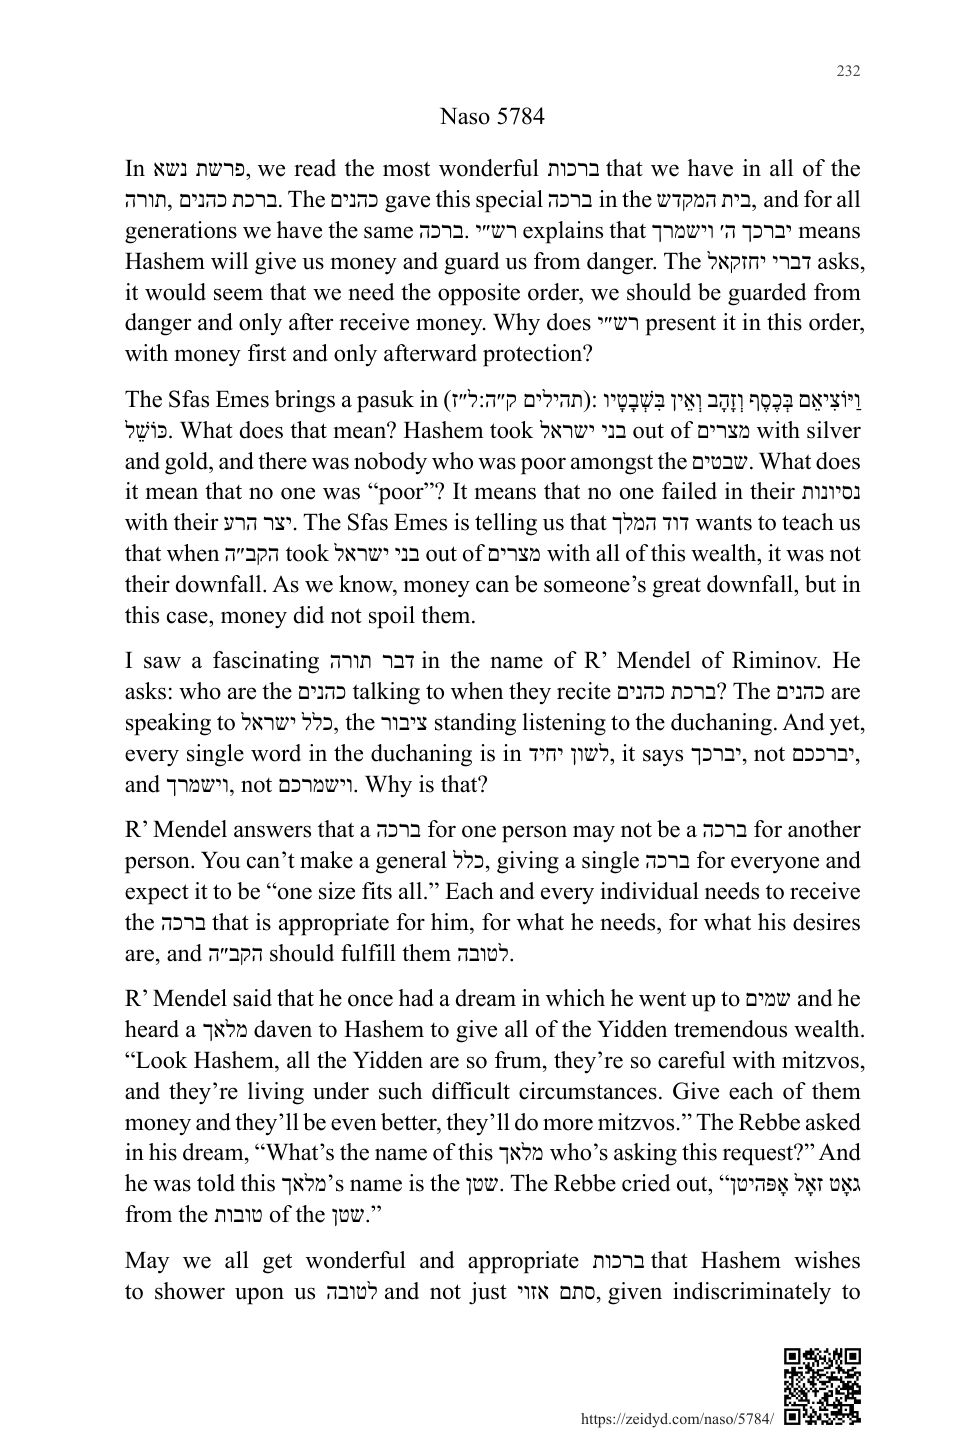 232
Naso 5784
In פרשת נשא, we read the most wonderful ברכות that we have in all of the
תורה, ברכת כהנים. The כהנים gave this special ברכה in the בית המקדש, and for all
generations we have the same ברכה. רש״י explains that יברכך ה׳ וישמרך means
Hashem will give us money and guard us from danger. The דברי יחזקאל asks,
it would seem that we need the opposite order, we should be guarded from
danger and only after receive money. Why does רש״י present it in this order,
with money first and only afterward protection?
The Sfas Emes brings a pasuk in (תהילים ק״ה:ל״ז): וַיּוֹצִיאֵם בְּכֶסֶף וְזָהָב וְאֵין בִּשְׁבָטָיו
כּוֹשֵׁל. What does that mean? Hashem took בני ישראל out of מצרים with silver
and gold, and there was nobody who was poor amongst the שבטים. What does
it mean that no one was “poor”? It means that no one failed in their נסיונות
with their יצר הרע. The Sfas Emes is telling us that דוד המלך wants to teach us
that when הקב״ה took בני ישראל out of מצרים with all of this wealth, it was not
their downfall. As we know, money can be someone’s great downfall, but in
this case, money did not spoil them.
I saw a fascinating דבר תורה in the name of R’ Mendel of Riminov. He
asks: who are the כהנים talking to when they recite ברכת כהנים? The כהנים are
speaking to כלל ישראל, the ציבור standing listening to the duchaning. And yet,
every single word in the duchaning is in לשון יחיד, it says יברכך, not יברככם,
and וישמרך, not וישמרכם. Why is that?
R’ Mendel answers that a ברכה for one person may not be a ברכה for another
person. You can’t make a general כלל, giving a single ברכה for everyone and
expect it to be “one size fits all.” Each and every individual needs to receive
the ברכה that is appropriate for him, for what he needs, for what his desires
are, and הקב״ה should fulfill them לטובה.
R’ Mendel said that he once had a dream in which he went up to שמים and he
heard a מלאך daven to Hashem to give all of the Yidden tremendous wealth.
“Look Hashem, all the Yidden are so frum, they’re so careful with mitzvos,
and they’re living under such difficult circumstances. Give each of them
money and they’ll be even better, they’ll do more mitzvos.” The Rebbe asked
in his dream, “What’s the name of this מלאך who’s asking this request?” And
he was told this מלאך’s name is the שטן. The Rebbe cried out, “גאָט זאָל אָפּהיטן
from the טובות of the שטן.”
May we all get wonderful and appropriate ברכות that Hashem wishes
to shower upon us לטובה and not just סתם אזוי, given indiscriminately to
https://zeidyd.com/naso/5784/